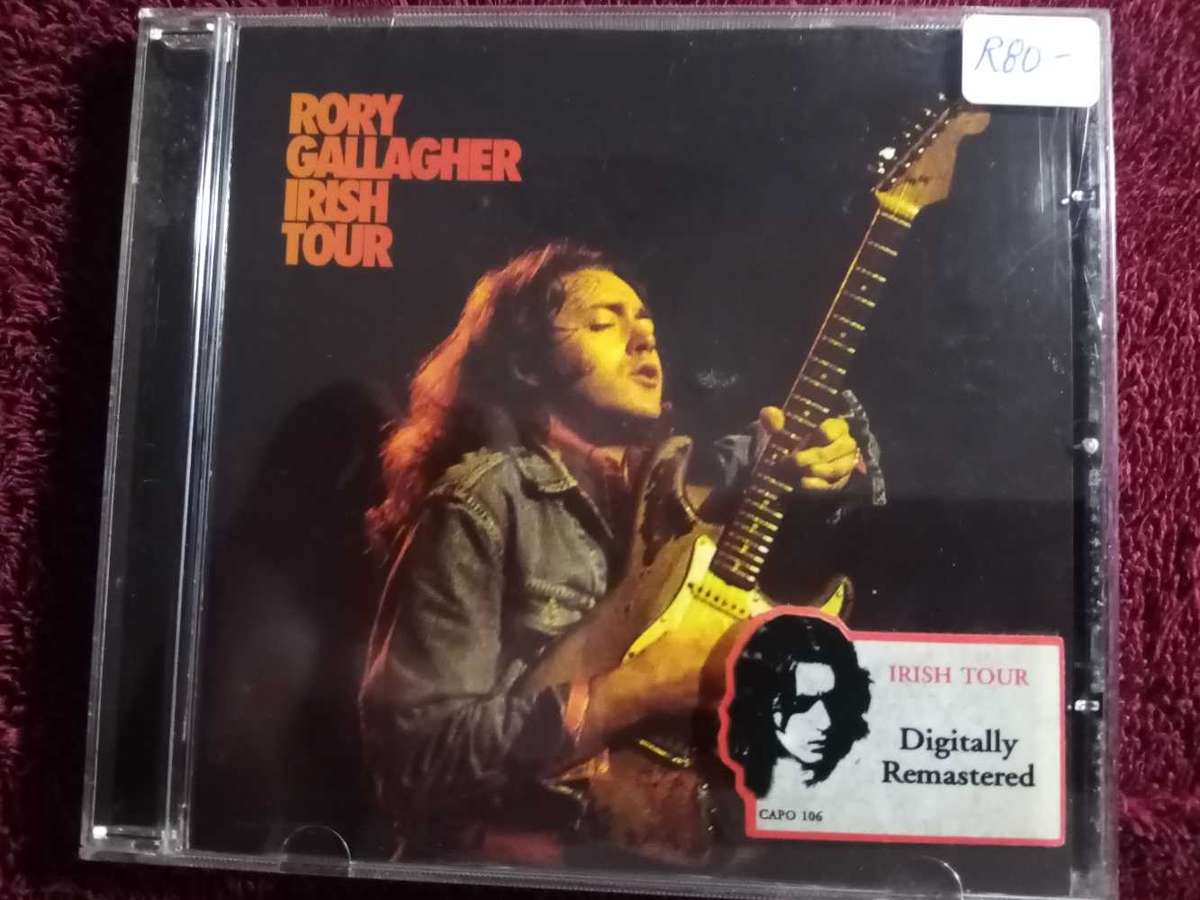 R80-
RORY
GALLAGHER
IRISH
TOUR
IRISH TOUR
Digitally
Remastered
CAPO 106